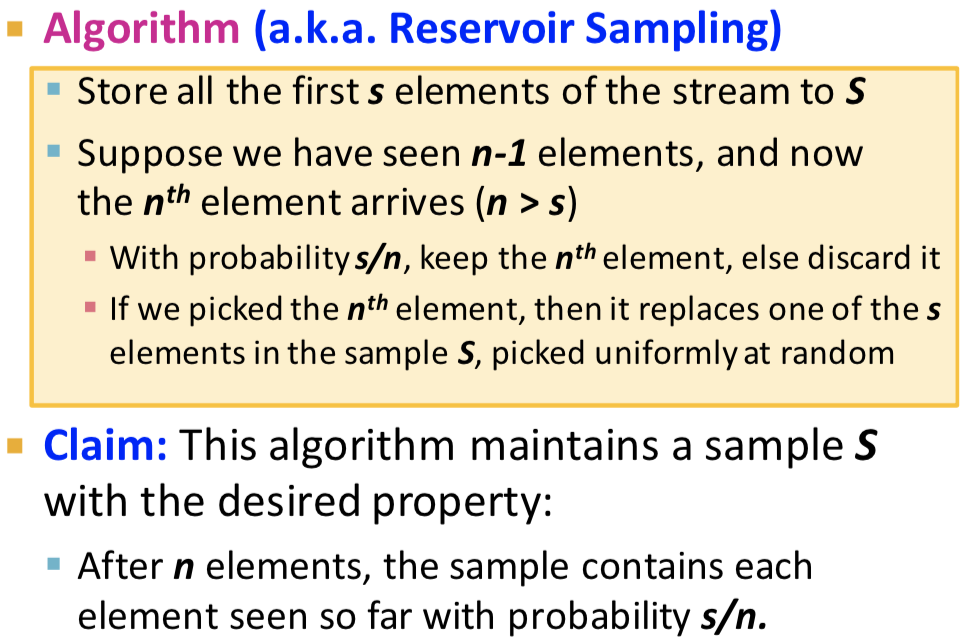 Algorithm (a.k.a. Reservoir Sampling)
Store all the first s elements of the stream to S
Suppose we have seen n-1 elements, and now
the nth element arrives (n > s)
With probability s/n, keep the nth element, else discard it
If we picked the nth element, then it replaces one of the s
elements in the sample S, picked uniformly at random
Claim: This algorithm maintains a sample S
with the desired property:
After n elements, the sample contains each
element seen so far with probability s/n.